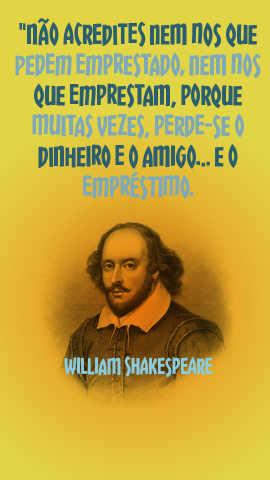 "NÃO ACREDITES NEM NOS QUE
PEDEM EMPRESTADO, NEM NOS
QUE EMPRESTAM, PORQUE
MUITAS VEZES, PERDE-SE O
DINHEIRO E O AMIGO... E O
EMPRÉSTIMO.
WILLIAM SHAKESPEARE